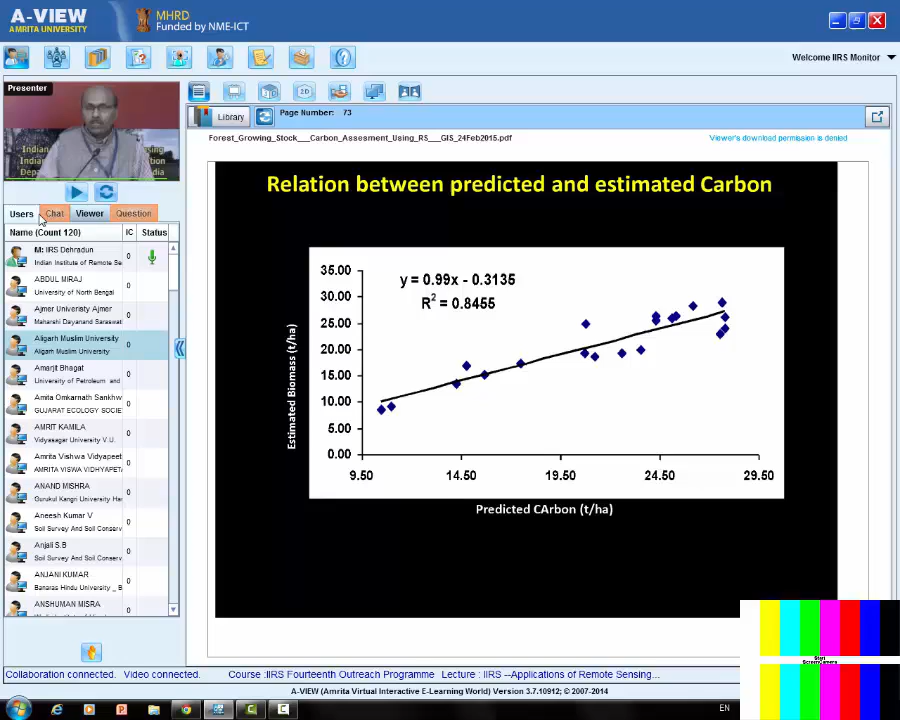 A-VIEW
AMRITA UNIVERSITY
MHRD
Funded by NME-ICT
Welcome IIRS Monitor
Presenter
Library
Page Number: 73
Forest_Growing_Stock___Carbon_Assesment_Using_RS___GIS_24Feb2015.pdf
Viewer's download permission is denied
Users
Chat
Viewer
Question
Name (Count 120)
IC
Status
M: IIRS Dehradun
Indian Institute of Remote Se
0
ABDUL MIRAJ
University of North Bengal
0
Ajmer Univeristy Ajmer
Maharshi Dayanand Saraswat
0
Aligarh Muslim University
Aligarh Muslim University
0
Amarjit Bhagat
University of Petroleum and
0
Amita Omkarnath Sankhw
GUJARAT ECOLOGY SOCIE
0
AMRIT KAMILA
Vidyasagar University V.U.
0
Amrita Vishwa Vidyapeet
AMRITA VISWA VIDHYAPET
0
ANAND MISHRA
Gurukul Kangri University Ha
0
Aneesh Kumar V
Soil Survey And Soil Conserv
0
Anjali S.B
Soil Survey And Soil Conserv
0
ANJANI KUMAR
Banaras Hindu University _ B
0
ANSHUMAN MISRA
0
Relation between predicted and estimated Carbon
y = 0.99x - 0.3135
R² = 0.8455
35.00
30.00
25.00
20.00
15.00
10.00
5.00
0.00
Estimated Biomass (t/ha)
9.50
14.50
19.50
24.50
29.50
Predicted CArbon (t/ha)
Start
ScreenCamera
Collaboration connected. Video connected.
Course :IIRS Fourteenth Outreach Programme Lecture : IIRS --Applications of Remote Sensing...
A-VIEW (Amrita Virtual Interactive E-Learning World) Version 3.7.10912; © 2007-2014
EN